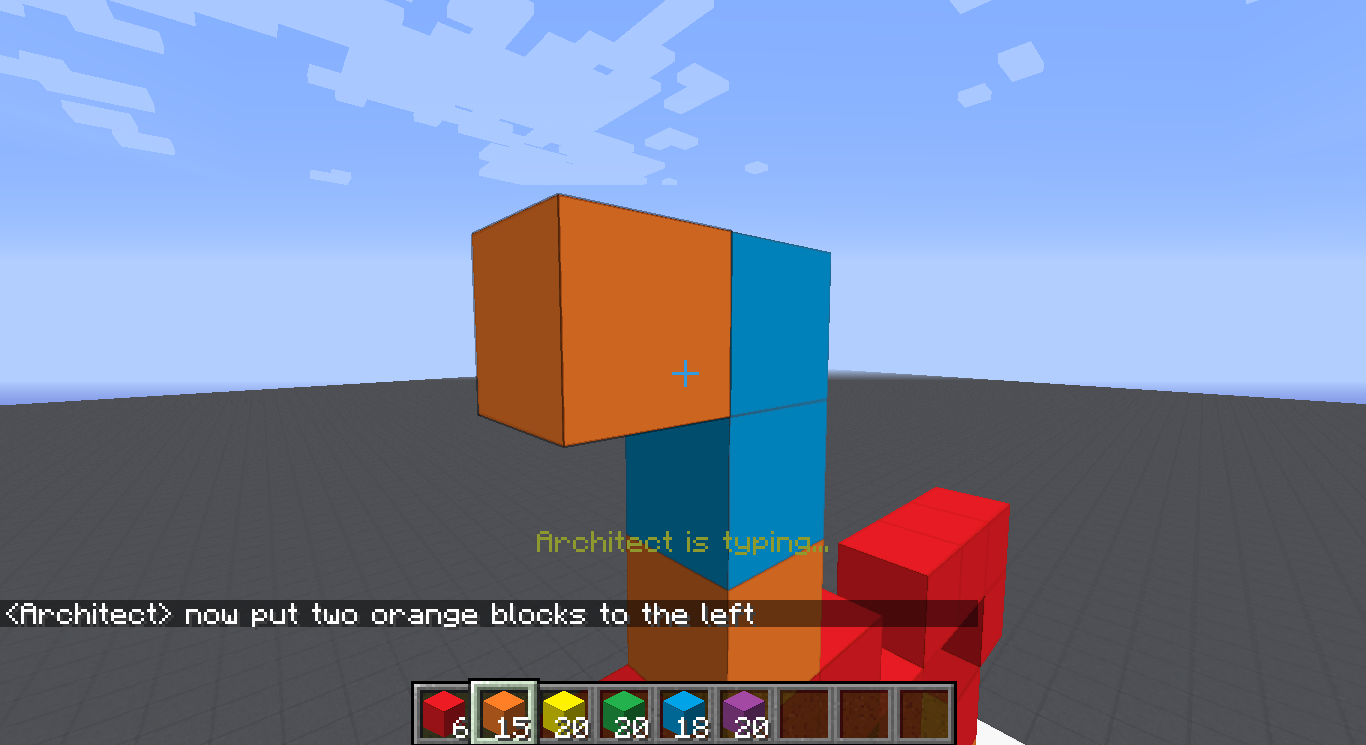 Architect is typing...
<Architect> now put two orange blocks to the left
6 15 20 20 18 20